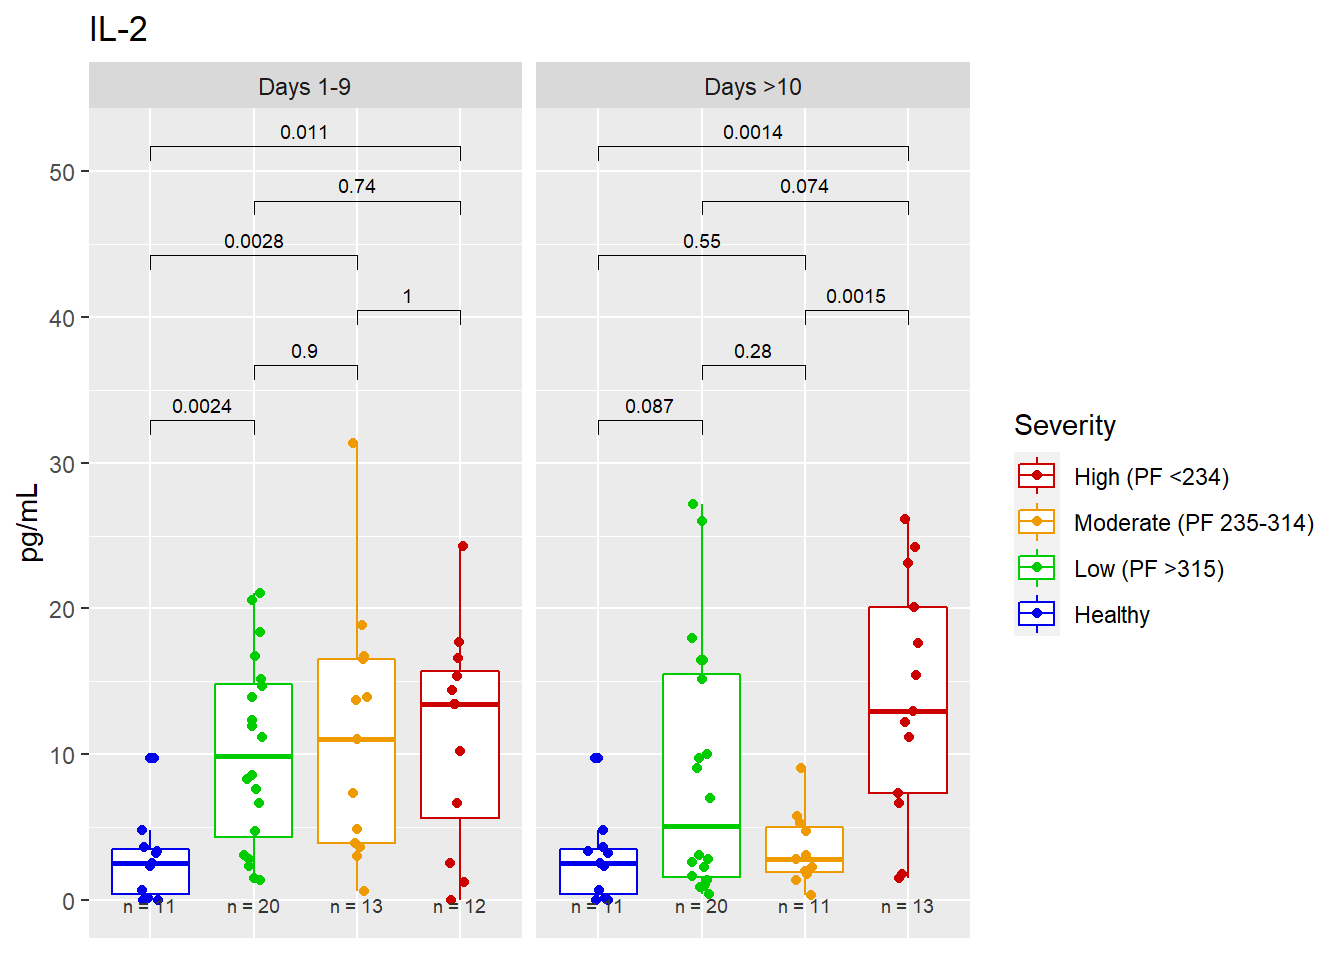 IL-2
Days 1-9
Days >10
0.011
0.0014
0.74
0.074
0.0028
0.55
1
0.0015
0.9
0.28
0.0024
0.087
50
40
30
20
10
0
pg/mL
n = 11
n = 20
n = 13
n = 12
n = 11
n = 20
n = 11
n = 13
Severity
High (PF <234)
Moderate (PF 235-314)
Low (PF >315)
Healthy